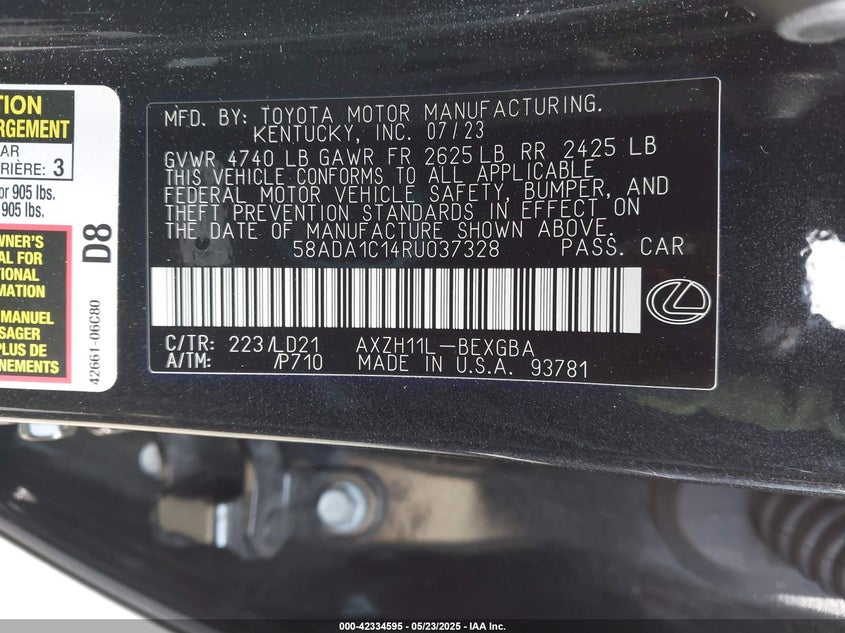 TION
RGEMENT
AR
RIÈRE: 3
or 905 lbs.
905 lbs.
WNER'S
AL FOR
TIONAL
MATION
MANUEL
SAGER
PLUS DE
NEMENTS
D8
42661-06C80
MFD. BY: TOYOTA MOTOR MANUFACTURING.
KENTUCKY, INC. 07/23
GVWR 4740 LB GAWR FR 2625 LB RR 2425 LB
THIS VEHICLE CONFORMS TO ALL APPLICABLE
FEDERAL MOTOR VEHICLE SAFETY, BUMPER, AND
THEFT PREVENTION STANDARDS IN EFFECT ON
THE DATE OF MANUFACTURE SHOWN ABOVE.
58ADA1C14RU037328 PASS. CAR
C/TR: 223/LD21 AXZH11L-BEXGBA
A/TM: /P710 MADE IN U.S.A. 93781
000-42334595 - 05/23/2025 - IAA Inc.